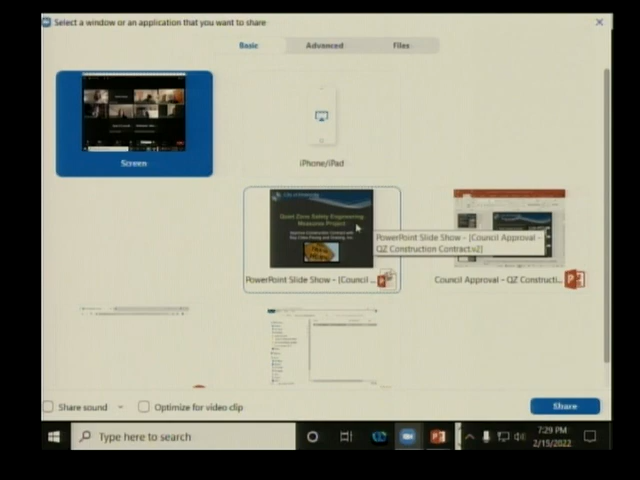 Select a window or an application that you want to share
Basic
Advanced
Files
Screen
iPhone/iPad
Quiet Zone Safety Engineering
Measures Project
PowerPoint Slide Show - [Council Approval -
QZ Construction Contract.v2]
PowerPoint Slide Show - [Council ...
Council Approval - QZ Constructi...
Share sound
Optimize for video clip
Share
Type here to search
7:29 PM
2/15/2022